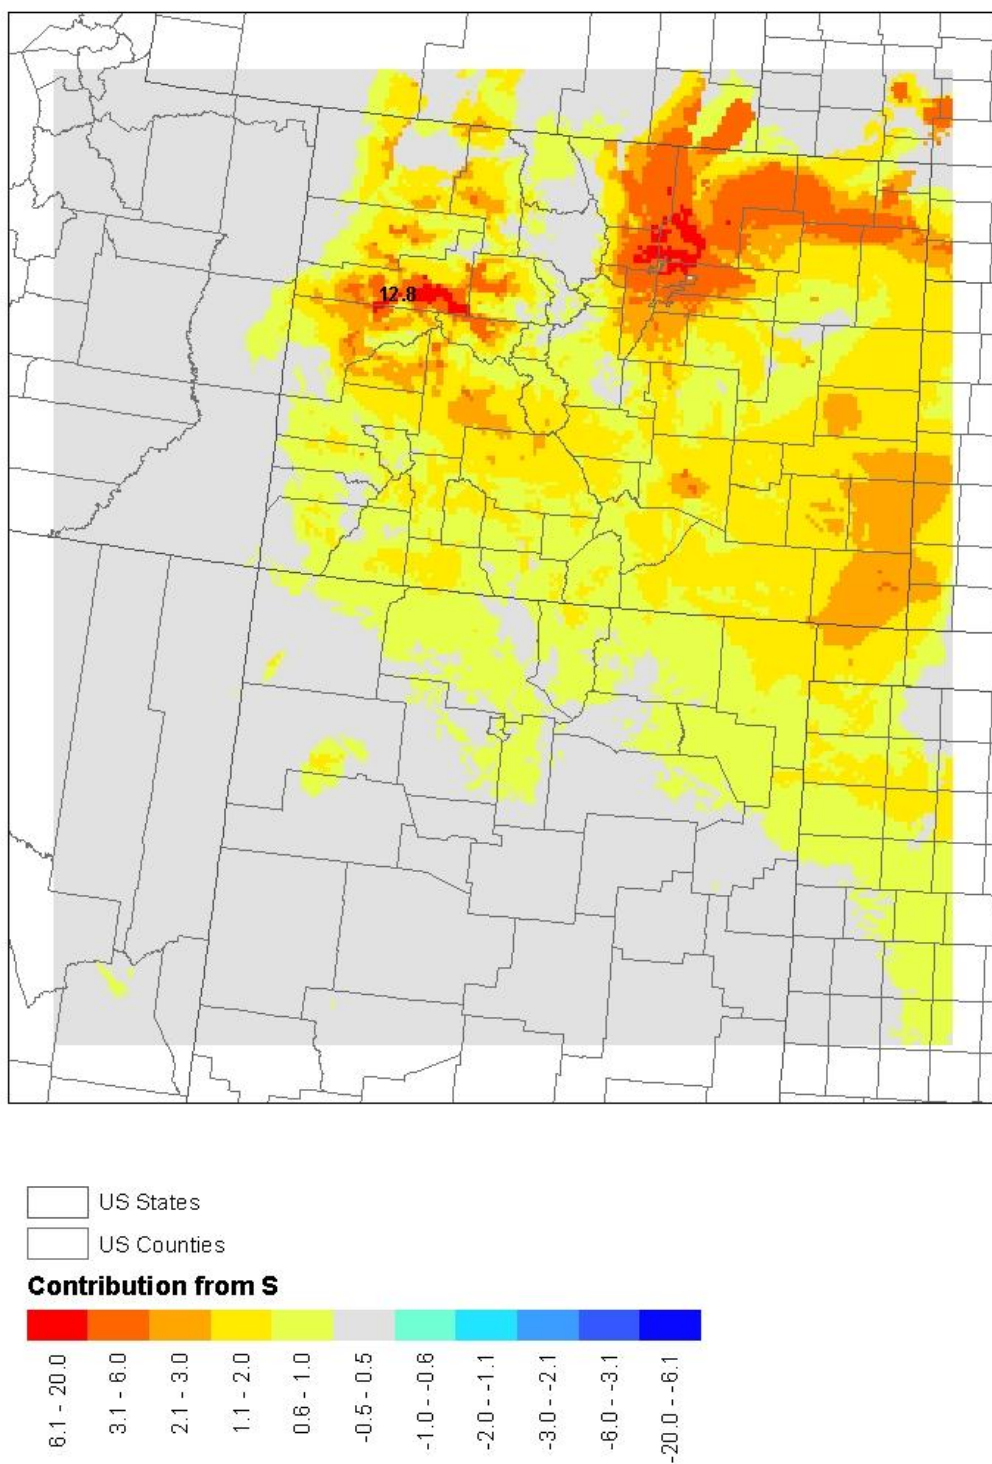 12.8
US States
US Counties
Contribution from S
6.1 - 20.0
3.1 - 6.0
2.1 - 3.0
1.1 - 2.0
0.6 - 1.0
-0.5 - 0.5
-1.0 - -0.6
-2.0 - -1.1
-3.0 - -2.1
-6.0 - -3.1
-20.0 - -6.1